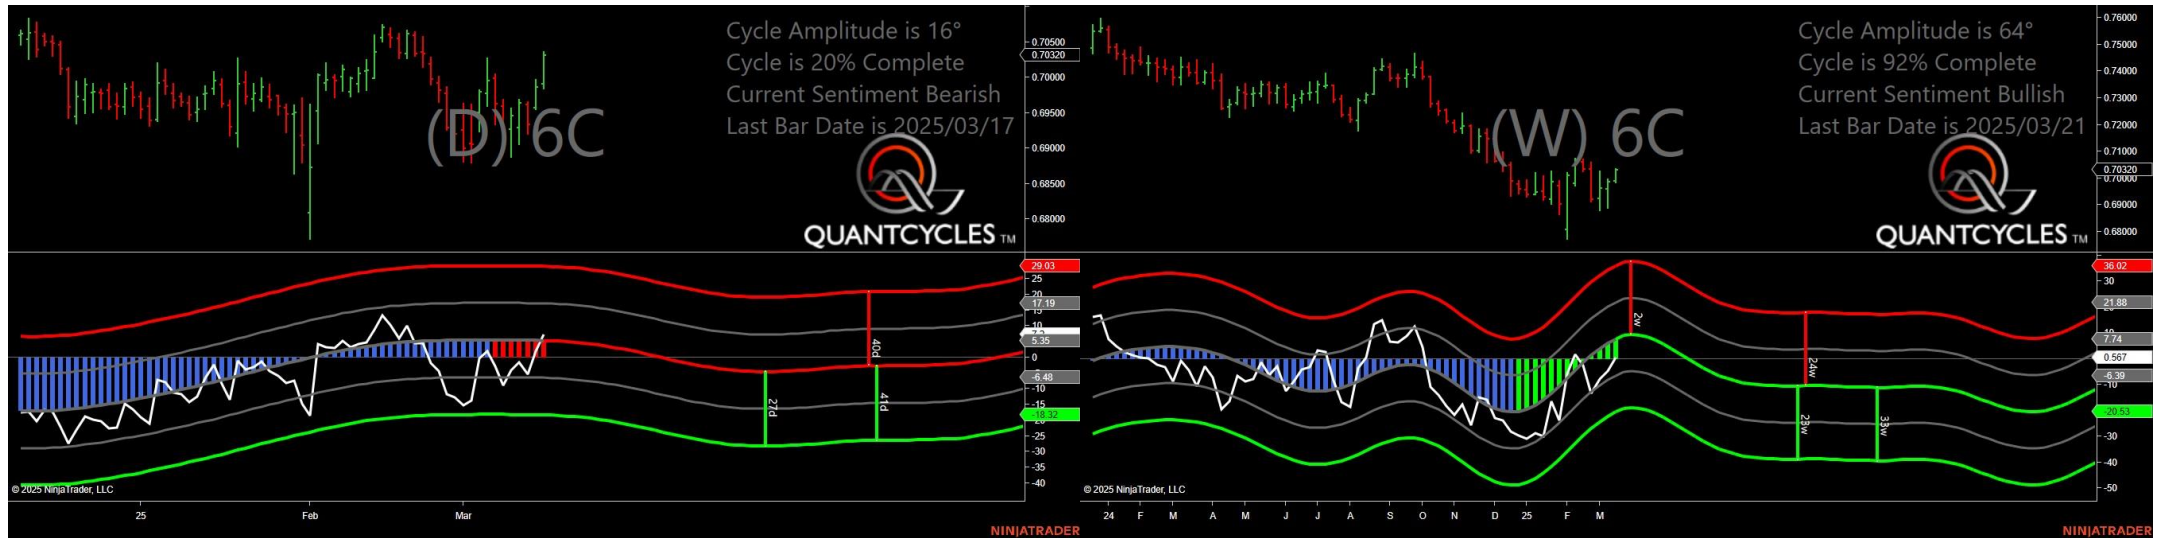 Cycle Amplitude is 16°
Cycle is 20% Complete
Current Sentiment Bearish
Last Bar Date is 2025/03/17
(D) 6C
QUANTCYCLES TM
0.70500
0.70320
0.70000
0.69500
0.69000
0.68500
0.68000
29.03
25
20
17.19
15
10
5.35
0
-6.48
-10
-15
-18.32
-25
-30
-35
-40
40d
27d
41d
© 2025 NinjaTrader, LLC
25 Feb Mar
NINJATRADER
Cycle Amplitude is 64°
Cycle is 92% Complete
Current Sentiment Bullish
Last Bar Date is 2025/03/21
(W) 6C
QUANTCYCLES TM
0.76000
0.75000
0.74000
0.73000
0.72000
0.71000
0.70320
0.70000
0.69000
0.68000
36.02
30
21.88
10
7.74
0.567
-6.39
-10
-20.53
-30
-40
-50
2w
24w
23w
33w
© 2025 NinjaTrader, LLC
24 F M A M J J A S O N D 25 F M
NINJATRADER